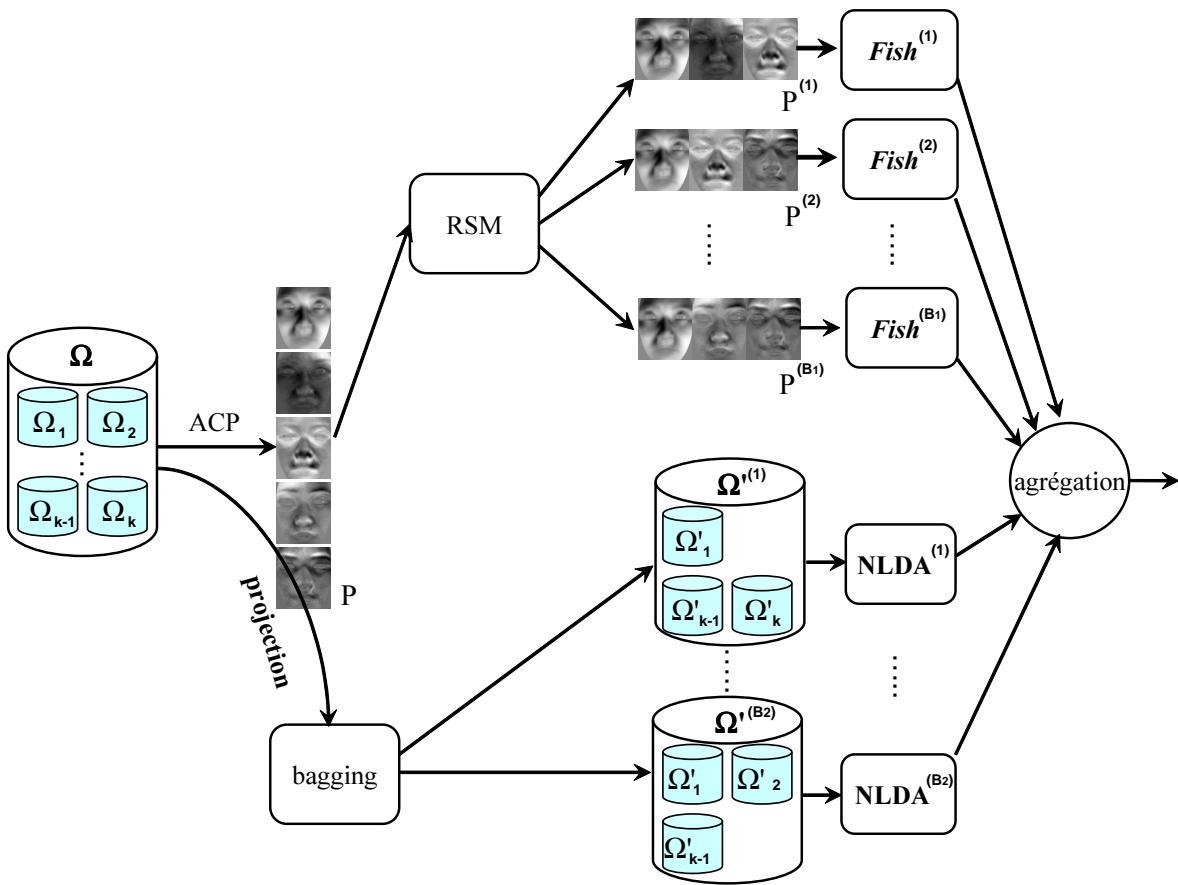 Fish(1)
P(1)
Fish(2)
P(2)
RSM
Fish(B1)
P(B1)
Ω
Ω1 Ω2
Ωk-1 Ωk
ACP
P
projection
bagging
Ω'(1)
Ω'1
Ω'k-1 Ω'k
NLDA(1)
Ω'(B2)
Ω'1 Ω'2
Ω'k-1
NLDA(B2)
agrégation